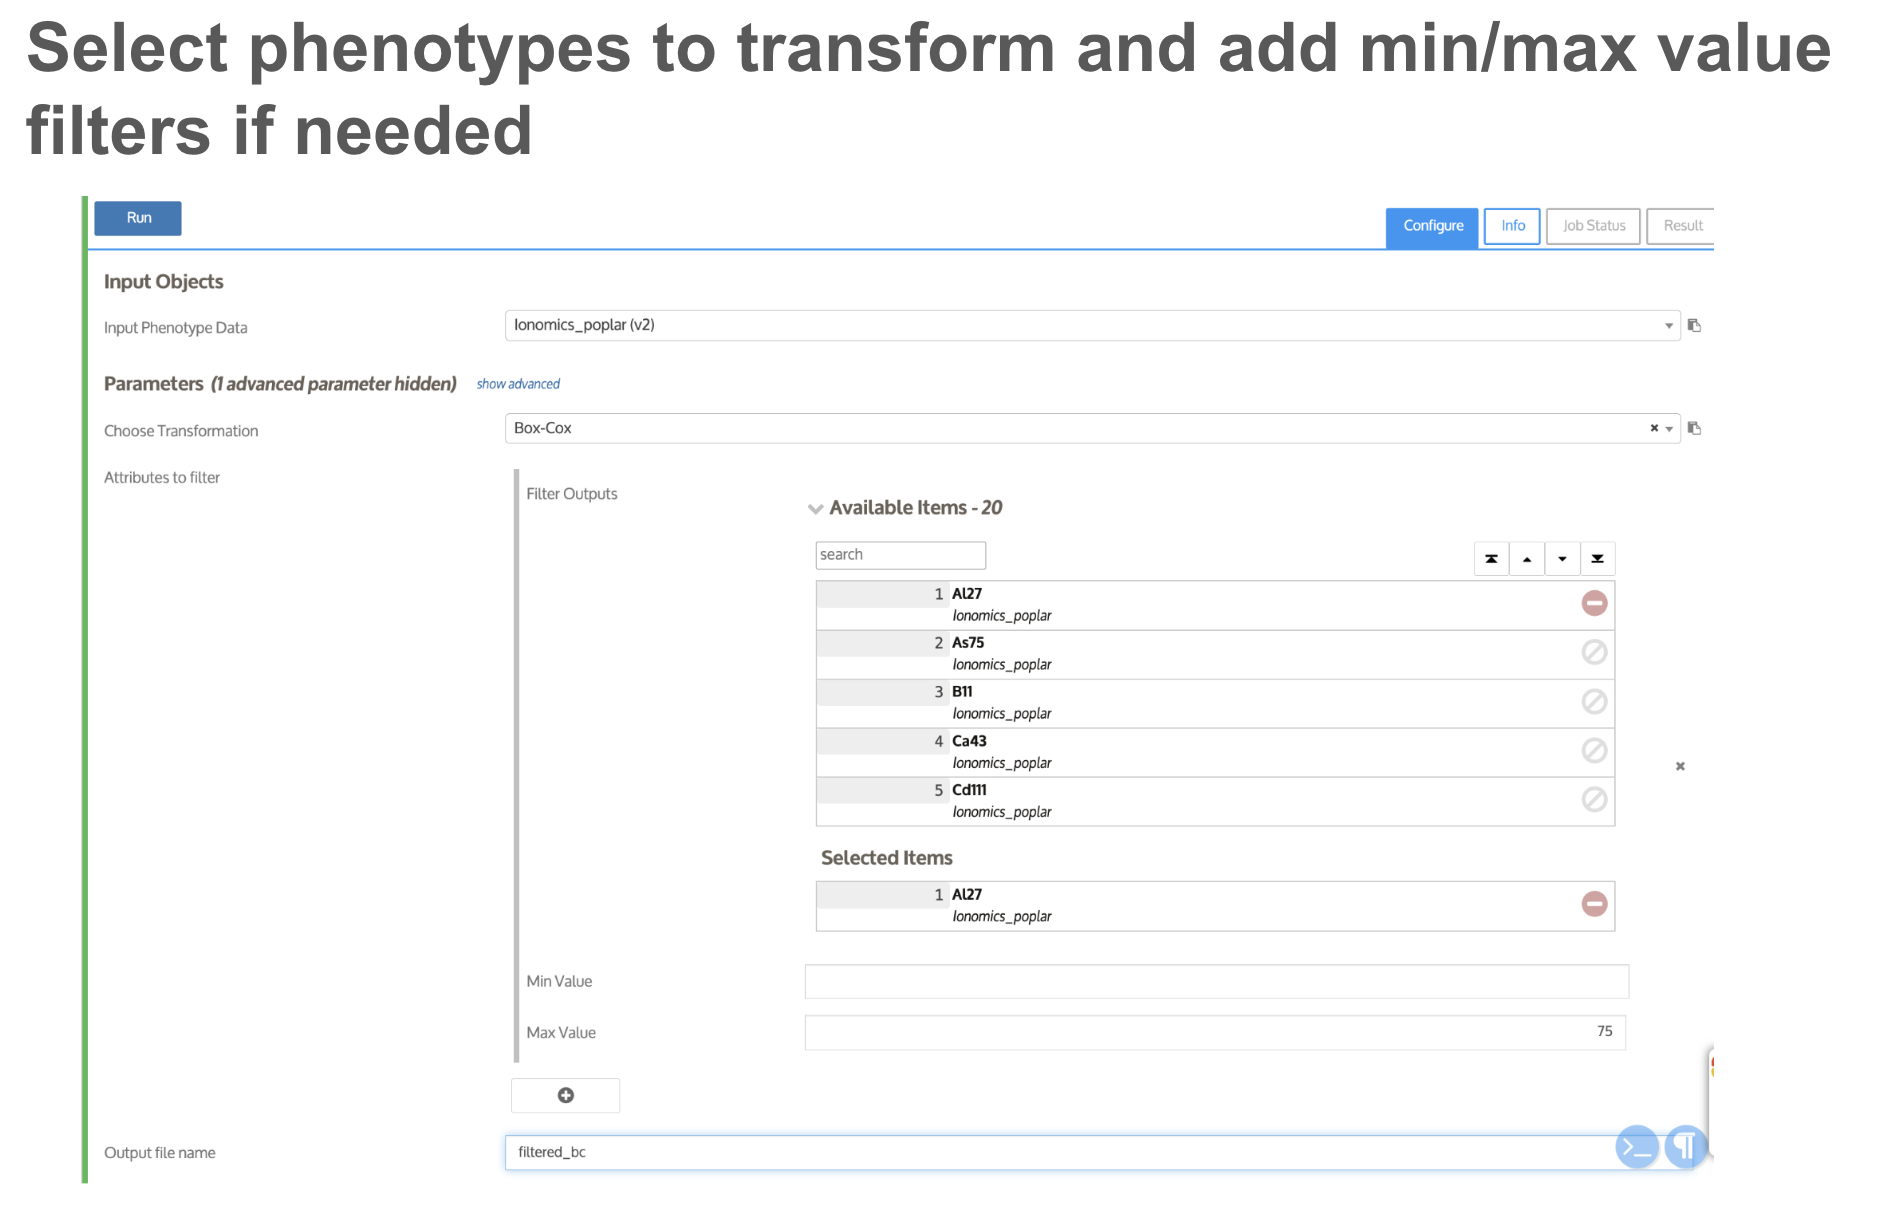 Select phenotypes to transform and add min/max value
filters if needed
Run
Configure
Info
Job Status
Result
Input Objects
Input Phenotype Data
Ionomics_poplar (v2)
Parameters (1 advanced parameter hidden) show advanced
Choose Transformation
Box-Cox
Attributes to filter
Filter Outputs
Available Items - 20
search
1 Al27
Ionomics_poplar
2 As75
Ionomics_poplar
3 B11
Ionomics_poplar
4 Ca43
Ionomics_poplar
5 Cd111
Ionomics_poplar
Selected Items
1 Al27
Ionomics_poplar
Min Value
Max Value
75
Output file name
filtered_bc